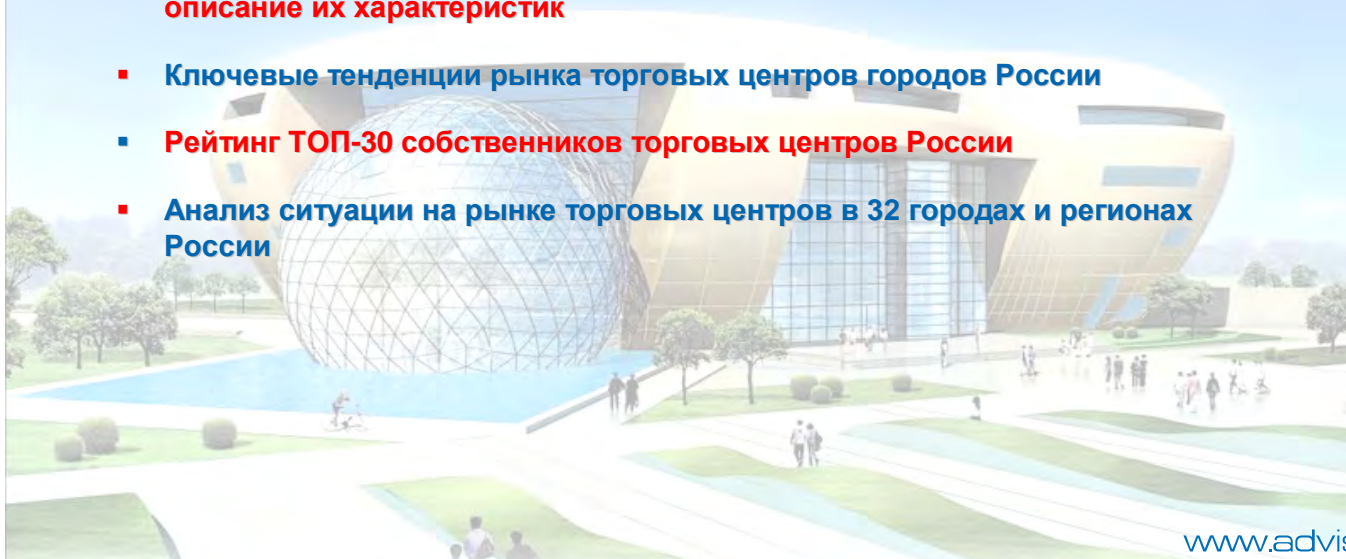 описание их характеристик
▪ Ключевые тенденции рынка торговых центров городов России
▪ Рейтинг ТОП-30 собственников торговых центров России
▪ Анализ ситуации на рынке торговых центров в 32 городах и регионах
России
www.advis